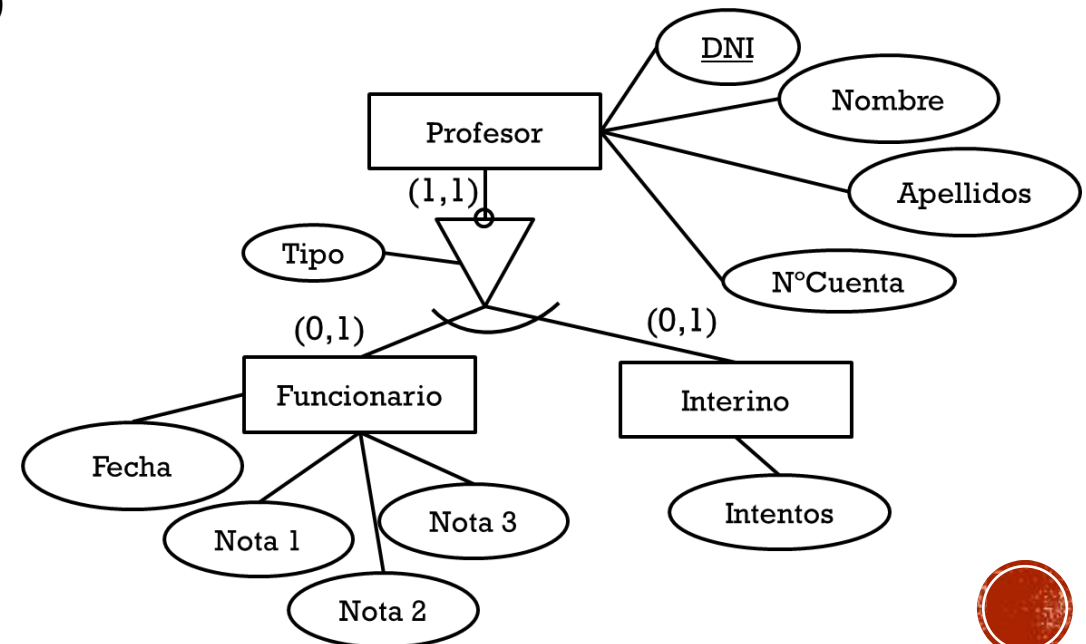 DNI
Nombre
Profesor
Apellidos
(1,1)
Tipo
NºCuenta
(0,1)
(0,1)
Funcionario
Interino
Fecha
Nota 1
Nota 3
Intentos
Nota 2